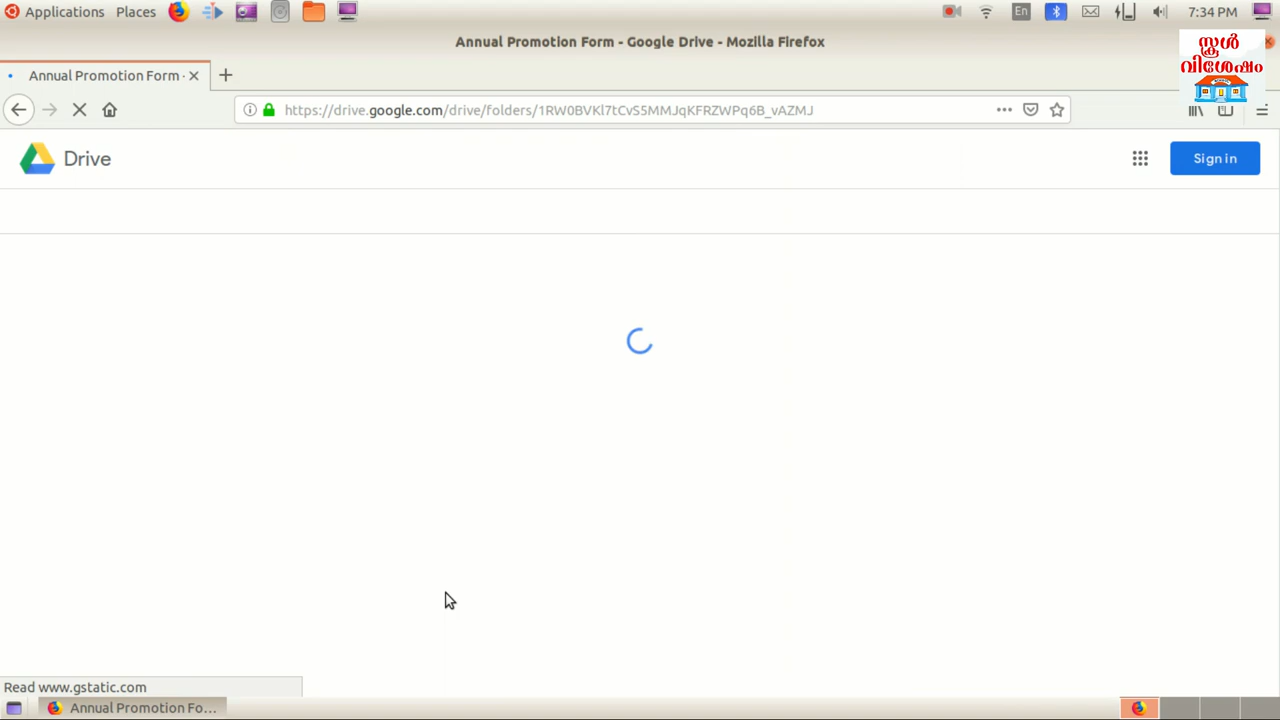 Applications Places En 7:34 PM
Annual Promotion Form - Google Drive - Mozilla Firefox
സ്കൂൾ
വിശേഷം
Annual Promotion Form -
https://drive.google.com/drive/folders/1RW0BVKl7tCvS5MMJqKFRZWPq6B_vAZMJ
Drive
Sign in
Read www.gstatic.com
Annual Promotion Fo...